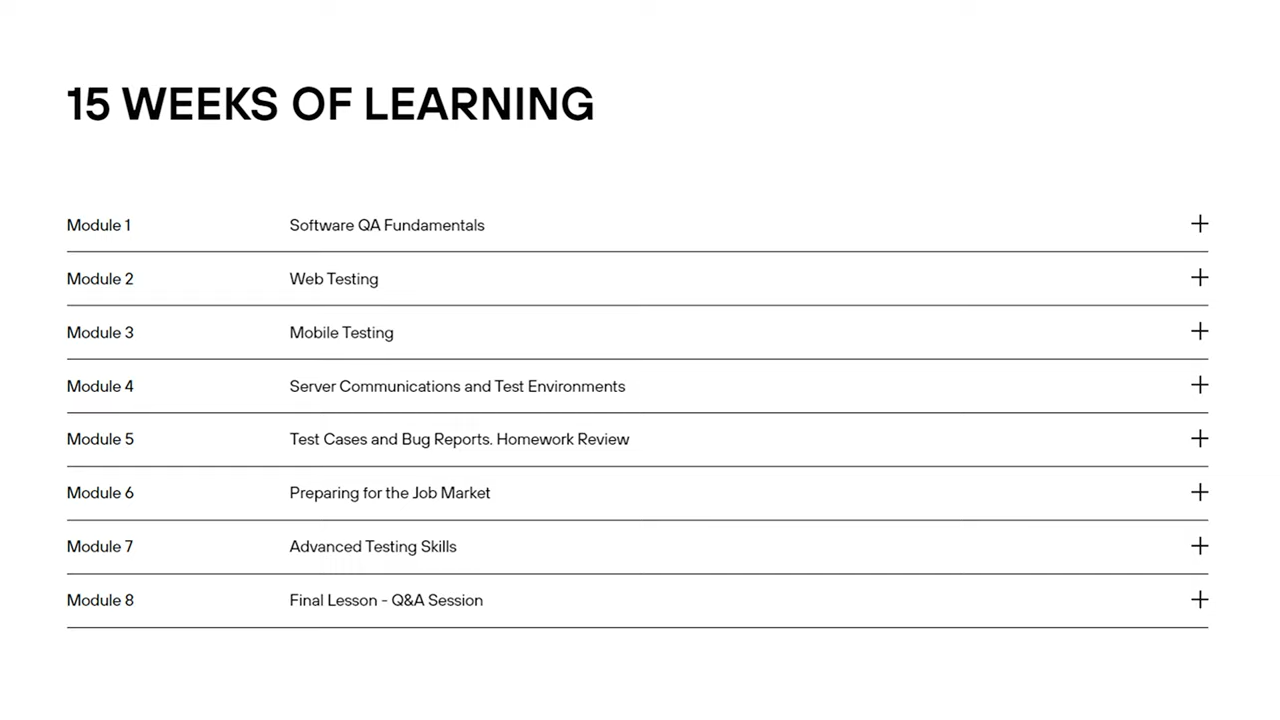 15 WEEKS OF LEARNING
Module 1 Software QA Fundamentals
Module 2 Web Testing
Module 3 Mobile Testing
Module 4 Server Communications and Test Environments
Module 5 Test Cases and Bug Reports. Homework Review
Module 6 Preparing for the Job Market
Module 7 Advanced Testing Skills
Module 8 Final Lesson - Q&A Session